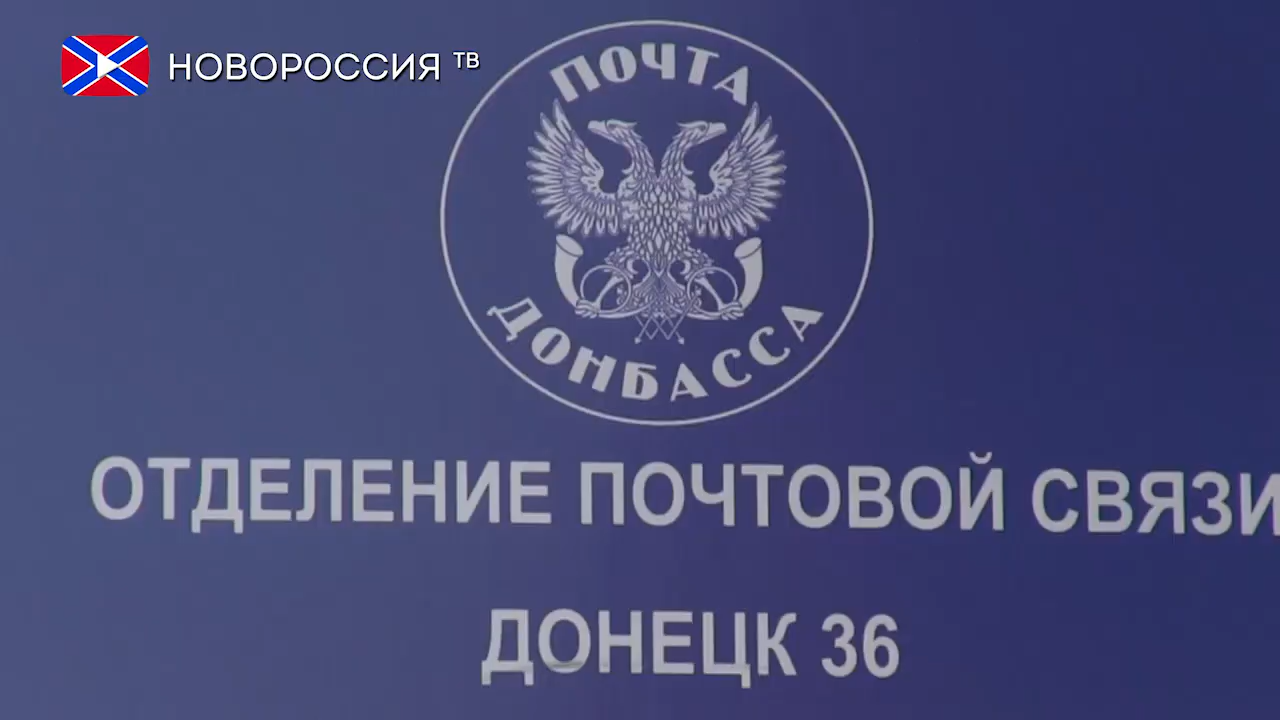 НОВОРОССИЯ ТВ
ПОЧТА
ДОНБАССА
ОТДЕЛЕНИЕ ПОЧТОВОЙ СВЯЗИ
ДОНЕЦК 36